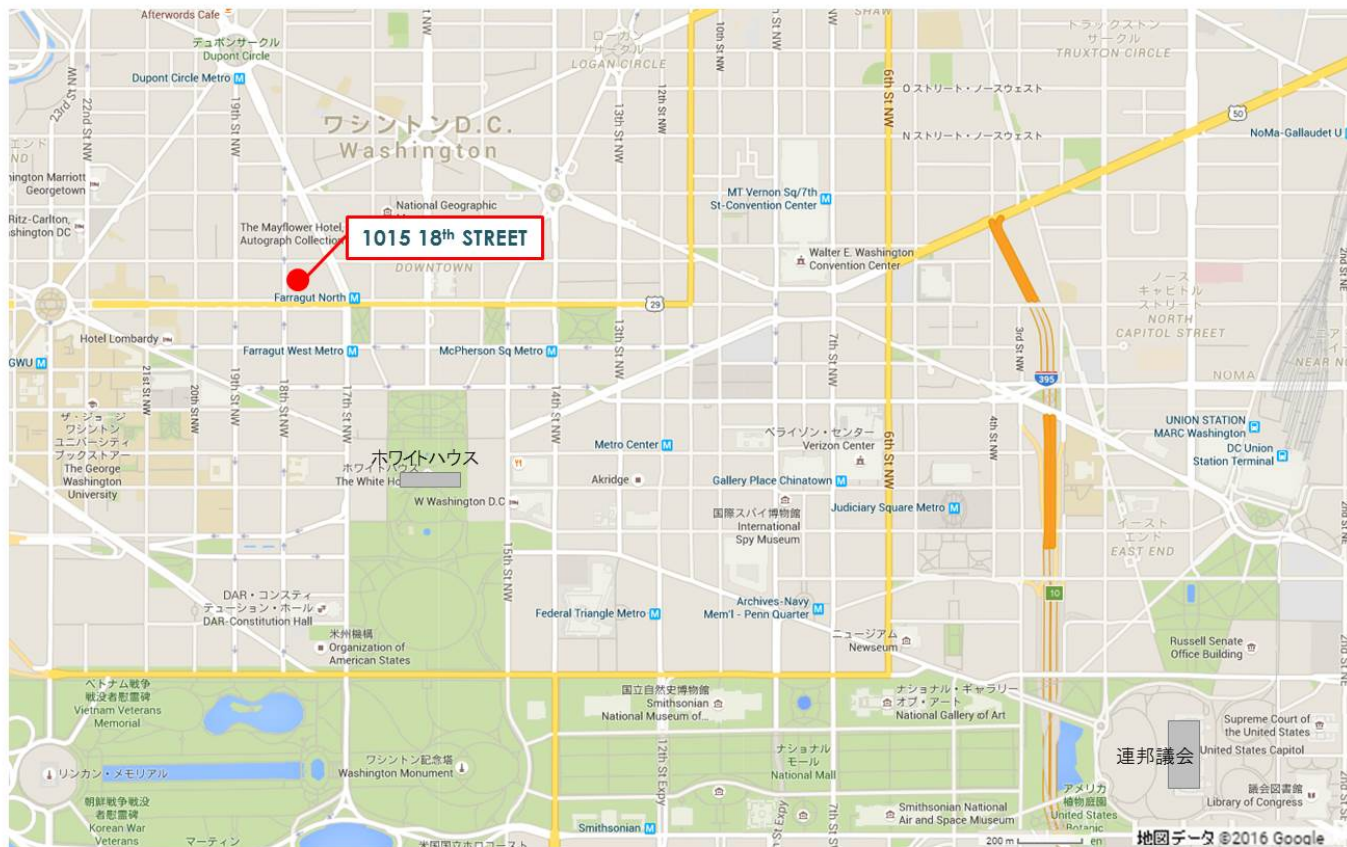 Afterwords Cafe
デュポンサークル
Dupont Circle
Dupont Circle Metro
23rd St NW
22nd St NW
19th St NW
ローガン
サークル
LOGAN CIRCLE
13th St NW
12th St NW
10th St NW
SHAW
6th St NW
トラックストン
サークル
TRUXTON CIRCLE
O ストリート・ノースウェスト
N ストリート・ノースウェスト
50
NoMa-Gallaudet U
ワシントン D.C.
Washington
Georgetown
National Geographic
The Mayflower Hotel,
Autograph Collection
1015 18th STREET
DOWNTOWN
MT Vernon Sq/7th
St-Convention Center
Walter E. Washington
Convention Center
Farragut North
29
ノース
キャピトル
ストリート
NORTH
CAPITOL STREET
2nd St NE
Hotel Lombardy
GWU
Farragut West Metro
McPherson Sq Metro
13th St NW
7th St NW
3rd St NW
395
NOMA
21st St NW
20th St NW
19th St NW
18th St NW
17th St NW
14th St NW
4th St NW
6th St NW
ザ・ジョージ
ワシントン
ユニバーシティ
ブックストアー
The George
Washington
University
ホワイトハウス
ホワイトハウス
The White Ho
W Washington D.C
Metro Center
Akridge
ベライゾン・センター
Verizon Center
Gallery Place Chinatown
国際スパイ博物館
International
Spy Museum
Judiciary Square Metro
UNION STATION
MARC Washington
DC Union
Station Terminal
イースト
エンド
EAST END
2nd St NE
15th St NW
DAR・コンスティ
テューション・ホール
DAR-Constitution Hall
米州機構
Organization of
American States
Federal Triangle Metro
Archives-Navy
Mem'l - Penn Quarter
ニュージアム
Newseum
10
Russell Senate
Office Building
2nd St NE
ベトナム戦争
戦没者慰霊碑
Vietnam Veterans
Memorial
リンカン・メモリアル
朝鮮戦争戦没
者慰霊碑
Korean War
Veterans
マーティン
ワシントン記念塔
Washington Monument
国立自然史博物館
Smithsonian
National Museum of...
12th St Expy
ナショナル・ギャラリー
オブ・アート
National Gallery of Art
ナショナル
モール
National Mall
7th St
Smithsonian
Smithsonian National
Air and Space Museum
アメリカ
植物庭園
United States
Botanic
連邦議会
United States Capitol
Supreme Court of
the United States
議会図書館
Library of Congress
2nd St
200 m
地図データ ©2016 Google